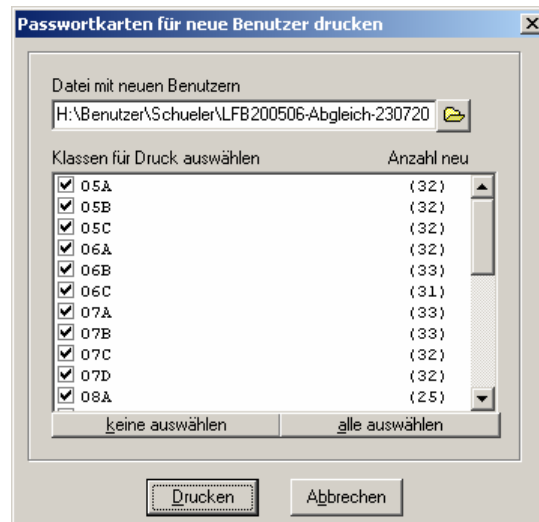 Passwortkarten für neue Benutzer drucken
Datei mit neuen Benutzern
H:\Benutzer\Schueler\LFB200506-Abgleich-230720
Klassen für Druck auswählen Anzahl neu
05A (32)
05B (32)
05C (32)
06A (32)
06B (33)
06C (31)
07A (33)
07B (33)
07C (32)
07D (32)
08A (25)
keine auswählen alle auswählen
Drucken Abbrechen